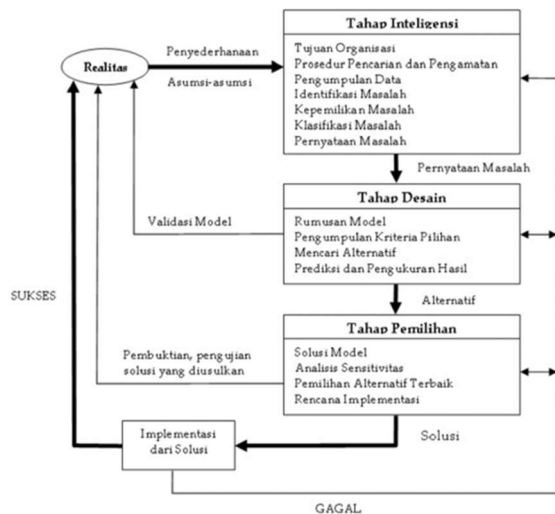 Tahap Inteligensi
Penyederhanaan
Realitas
Asumsi-asumsi
Tujuan Organisasi
Prosedur Pencarian dan Pengamatan
Pengumpulan Data
Identifikasi Masalah
Kepemilikan Masalah
Klasifikasi Masalah
Pernyataan Masalah
Pernyataan Masalah
Tahap Desain
Validasi Model
Rumusan Model
Pengumpulan Kriteria Pilihan
Mencari Alternatif
Prediksi dan Pengukuran Hasil
SUKSES
Alternatif
Tahap Pemilihan
Pembuktian, pengujian
solusi yang diusulkan
Solusi Model
Analisis Sensitivitas
Pemilihan Alternatif Terbaik
Rencana Implementasi
Implementasi
dari Solusi
Solusi
GAGAL